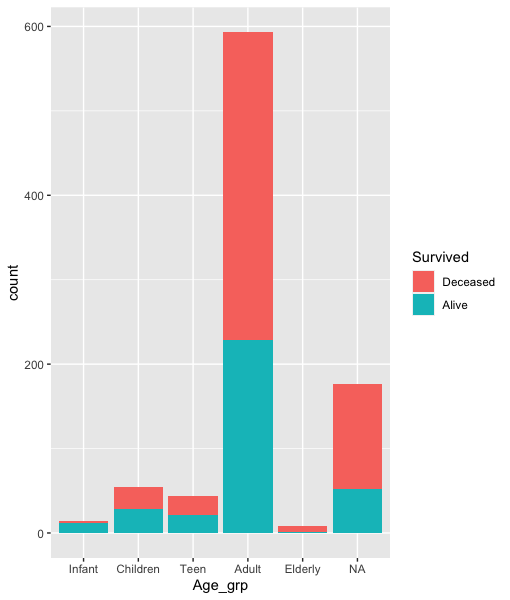 600
400
200
0
count
Infant Children Teen Adult Elderly NA
Age_grp
Survived
Deceased
Alive